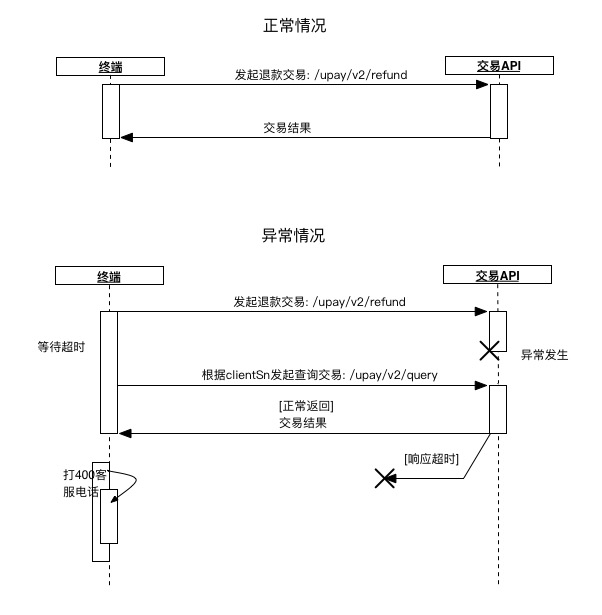 正常情况
终端
交易API
发起退款交易: /upay/v2/refund
交易结果
异常情况
终端
交易API
发起退款交易: /upay/v2/refund
等待超时
异常发生
根据clientSn发起查询交易: /upay/v2/query
[正常返回]
交易结果
[响应超时]
打400客
服电话